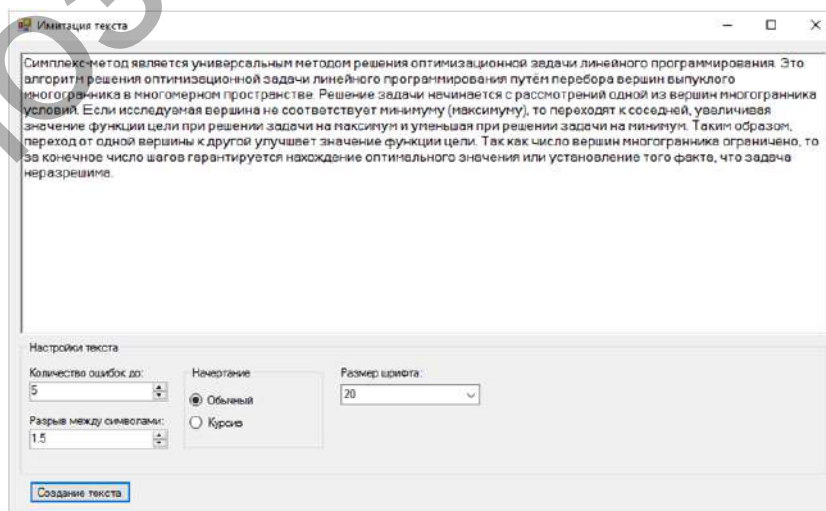 Имитация текста
Симплекс-метод является универсальным методом решения оптимизационной задачи линейного программирования. Это
алгоритм решения оптимизационной задачи линейного программирования путём перебора вершин выпуклого
многогранника в многомерном пространстве. Решение задачи начинается с рассмотрений одной из вершин многогранника
условий. Если исследуемая вершина не соответствует минимуму (максимуму), то переходят к соседней, увеличивая
значение функции цели при решении задачи на максимум и уменьшая при решении задачи на минимум. Таким образом,
переход от одной вершины к другой улучшает значение функции цели. Так как число вершин многогранника ограничено, то
за конечное число шагов гарантируется нахождение оптимального значения или установление того факта, что задача
неразрешима.
Настройки текста
Количество ошибок до:
5
Разрыв между символами:
1.5
Начертание
Обычный
Курсив
Размер шрифта:
20
Создание текста